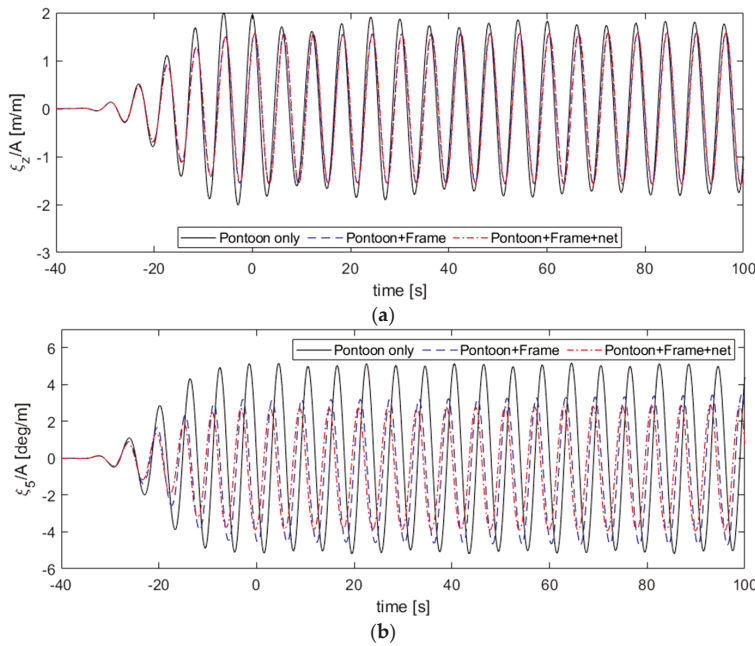 2
1
0
-1
-2
-3
ξz/A [m/m]
Pontoon only Pontoon+Frame Pontoon+Frame+net
-40 -20 0 20 40 60 80 100
time [s]
(a)
6
4
2
0
-2
-4
-6
ξ5/A [deg/m]
Pontoon only Pontoon+Frame Pontoon+Frame+net
-40 -20 0 20 40 60 80 100
time [s]
(b)